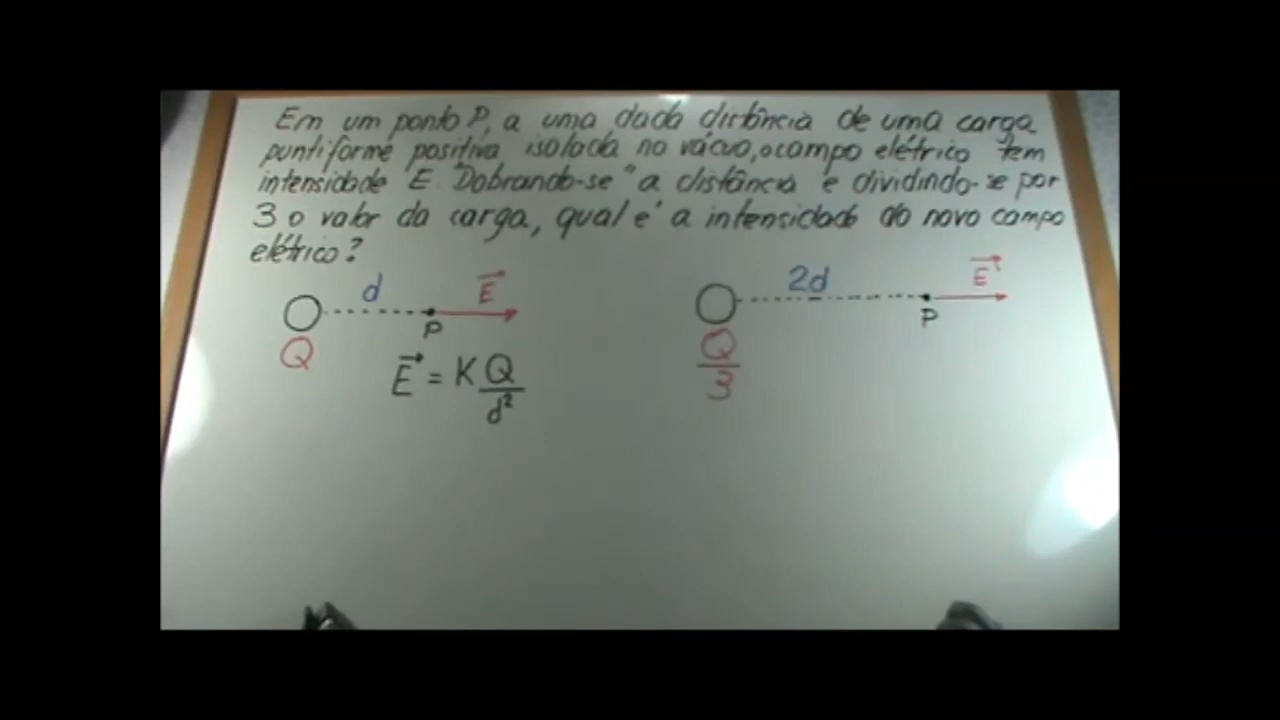 Em um ponto P, a uma dada distância de uma carga
puntiforme positiva isolada no vácuo, o campo elétrico tem
intensidade E. "Dobrando-se" a distância e dividindo-se por
3 o valor da carga, qual é a intensidade do novo campo
elétrico?
d
E
P
Q
E = K Q
d²
2d
E'
P
Q
3